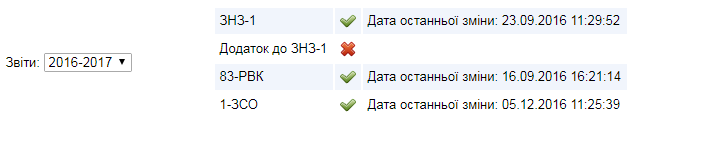 ЗНЗ-1 Дата останньої зміни: 23.09.2016 11:29:52
Додаток до ЗНЗ-1
Звіти: 2016-2017
83-РВК Дата останньої зміни: 16.09.2016 16:21:14
1-ЗСО Дата останньої зміни: 05.12.2016 11:25:39